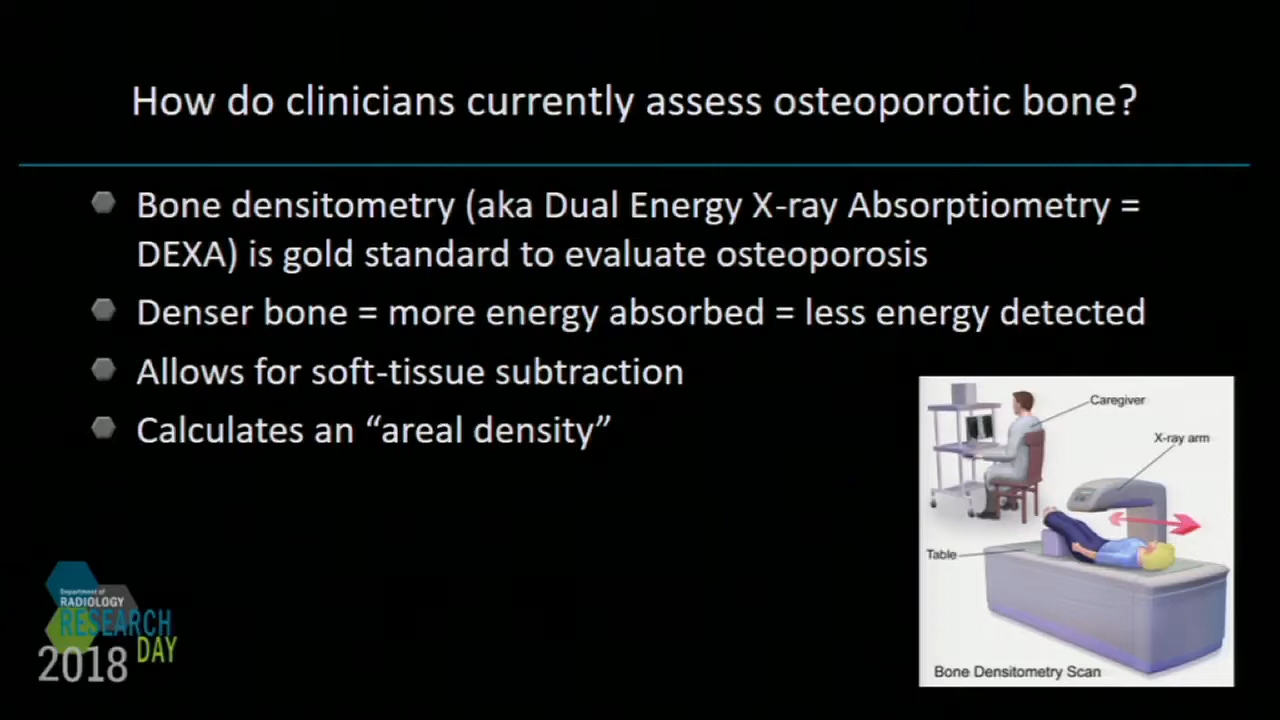 How do clinicians currently assess osteoporotic bone?
Bone densitometry (aka Dual Energy X-ray Absorptiometry =
DEXA) is gold standard to evaluate osteoporosis
Denser bone = more energy absorbed = less energy detected
Allows for soft-tissue subtraction
Calculates an “areal density”
Caregiver
X-ray arm
Table
Bone Densitometry Scan
Department of
RADIOLOGY
RESEARCH
DAY
2018